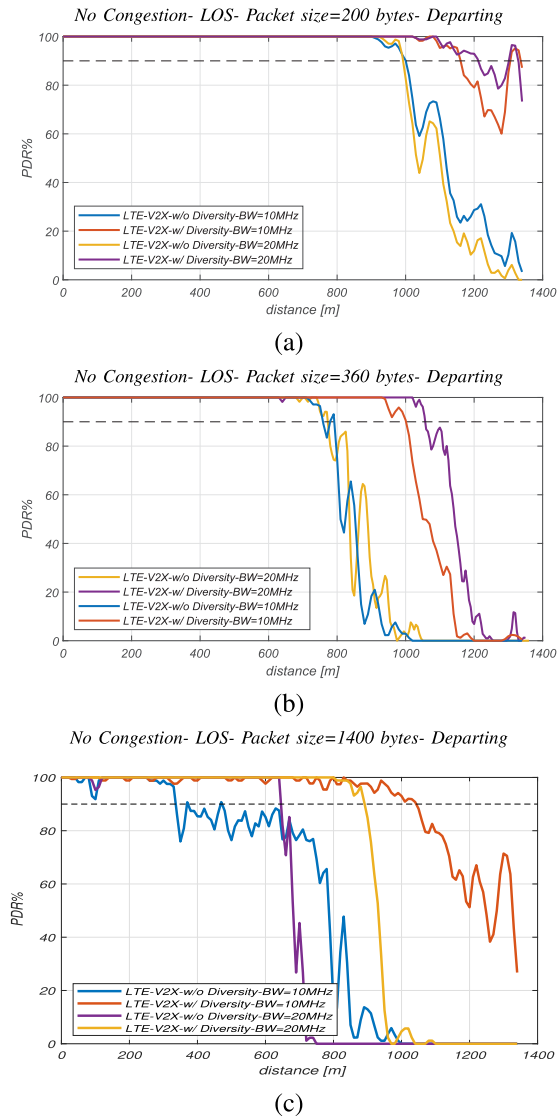 No Congestion- LOS- Packet size=200 bytes- Departing
100
80
60
40
20
0
PDR%
LTE-V2X-w/o Diversity-BW=10MHz
LTE-V2X-w/ Diversity-BW=10MHz
LTE-V2X-w/o Diversity-BW=20MHz
LTE-V2X-w/ Diversity-BW=20MHz
0 200 400 600 800 1000 1200 1400
distance [m]
(a)
No Congestion- LOS- Packet size=360 bytes- Departing
100
80
60
40
20
0
PDR%
LTE-V2X-w/o Diversity-BW=20MHz
LTE-V2X-w/ Diversity-BW=20MHz
LTE-V2X-w/o Diversity-BW=10MHz
LTE-V2X-w/ Diversity-BW=10MHz
0 200 400 600 800 1000 1200 1400
distance [m]
(b)
No Congestion- LOS- Packet size=1400 bytes- Departing
100
80
60
40
20
0
PDR%
LTE-V2X-w/o Diversity-BW=10MHz
LTE-V2X-w/ Diversity-BW=10MHz
LTE-V2X-w/o Diversity-BW=20MHz
LTE-V2X-w/ Diversity-BW=20MHz
0 200 400 600 800 1000 1200 1400
distance [m]
(c)